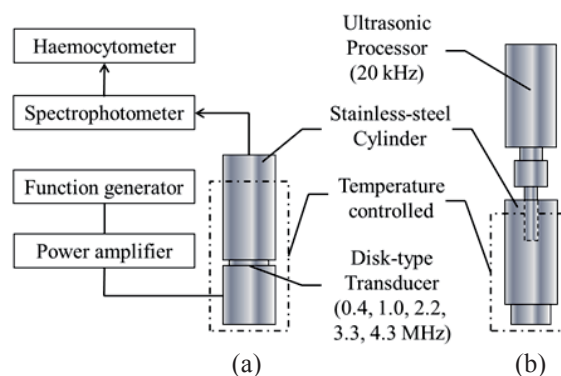 Haemocytometer
Spectrophotometer
Function generator
Power amplifier
Ultrasonic
Processor
(20 kHz)
Stainless-steel
Cylinder
Temperature
controlled
Disk-type
Transducer
(0.4, 1.0, 2.2,
3.3, 4.3 MHz)
(a)
(b)